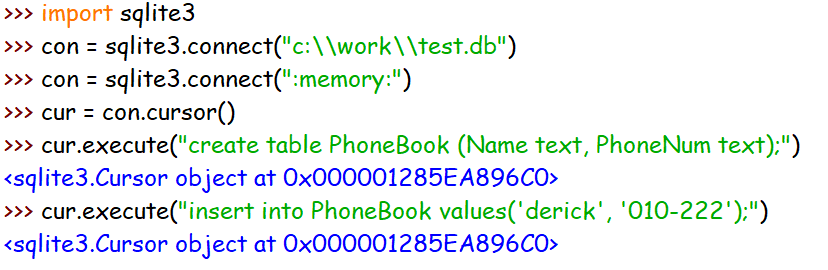 >>> import sqlite3
>>> con = sqlite3.connect("c:\\work\\test.db")
>>> con = sqlite3.connect(":memory:")
>>> cur = con.cursor()
>>> cur.execute("create table PhoneBook (Name text, PhoneNum text);")
<sqlite3.Cursor object at 0x000001285EA896C0>
>>> cur.execute("insert into PhoneBook values('derick', '010-222');")
<sqlite3.Cursor object at 0x000001285EA896C0>